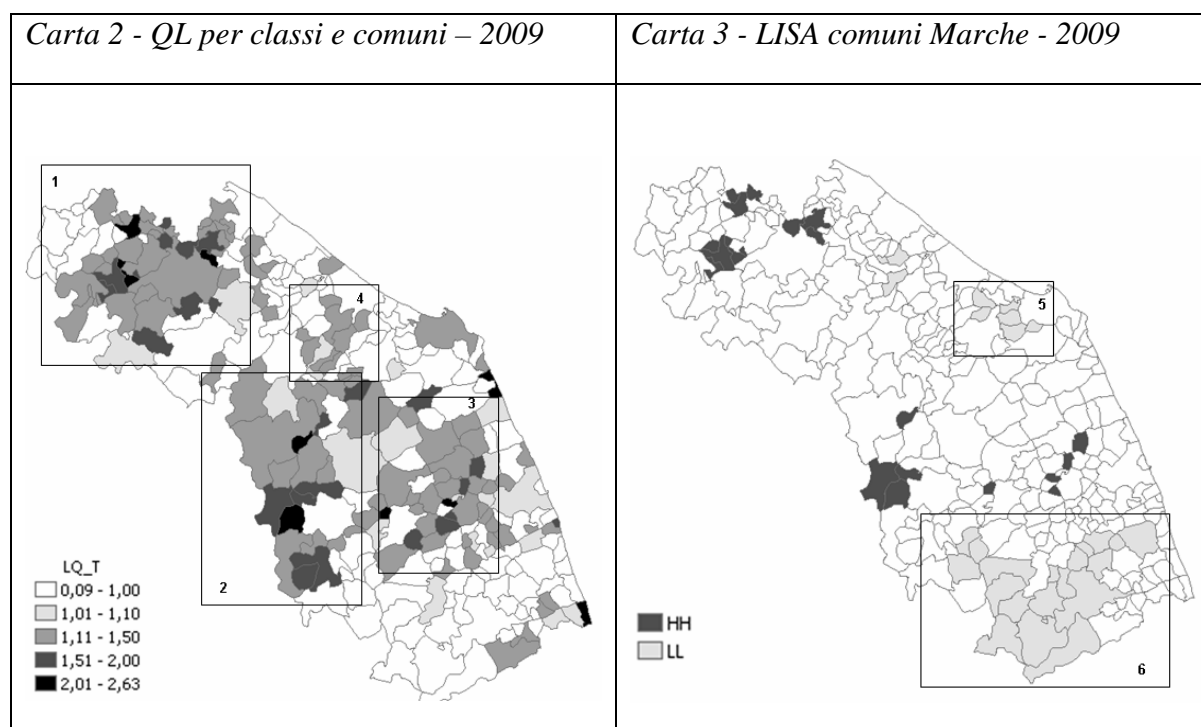 Carta 2 - QL per classi e comuni – 2009
Carta 3 - LISA comuni Marche - 2009
1
4
3
2
LQ_T
0,09 - 1,00
1,01 - 1,10
1,11 - 1,50
1,51 - 2,00
2,01 - 2,63
5
6
HH
LL